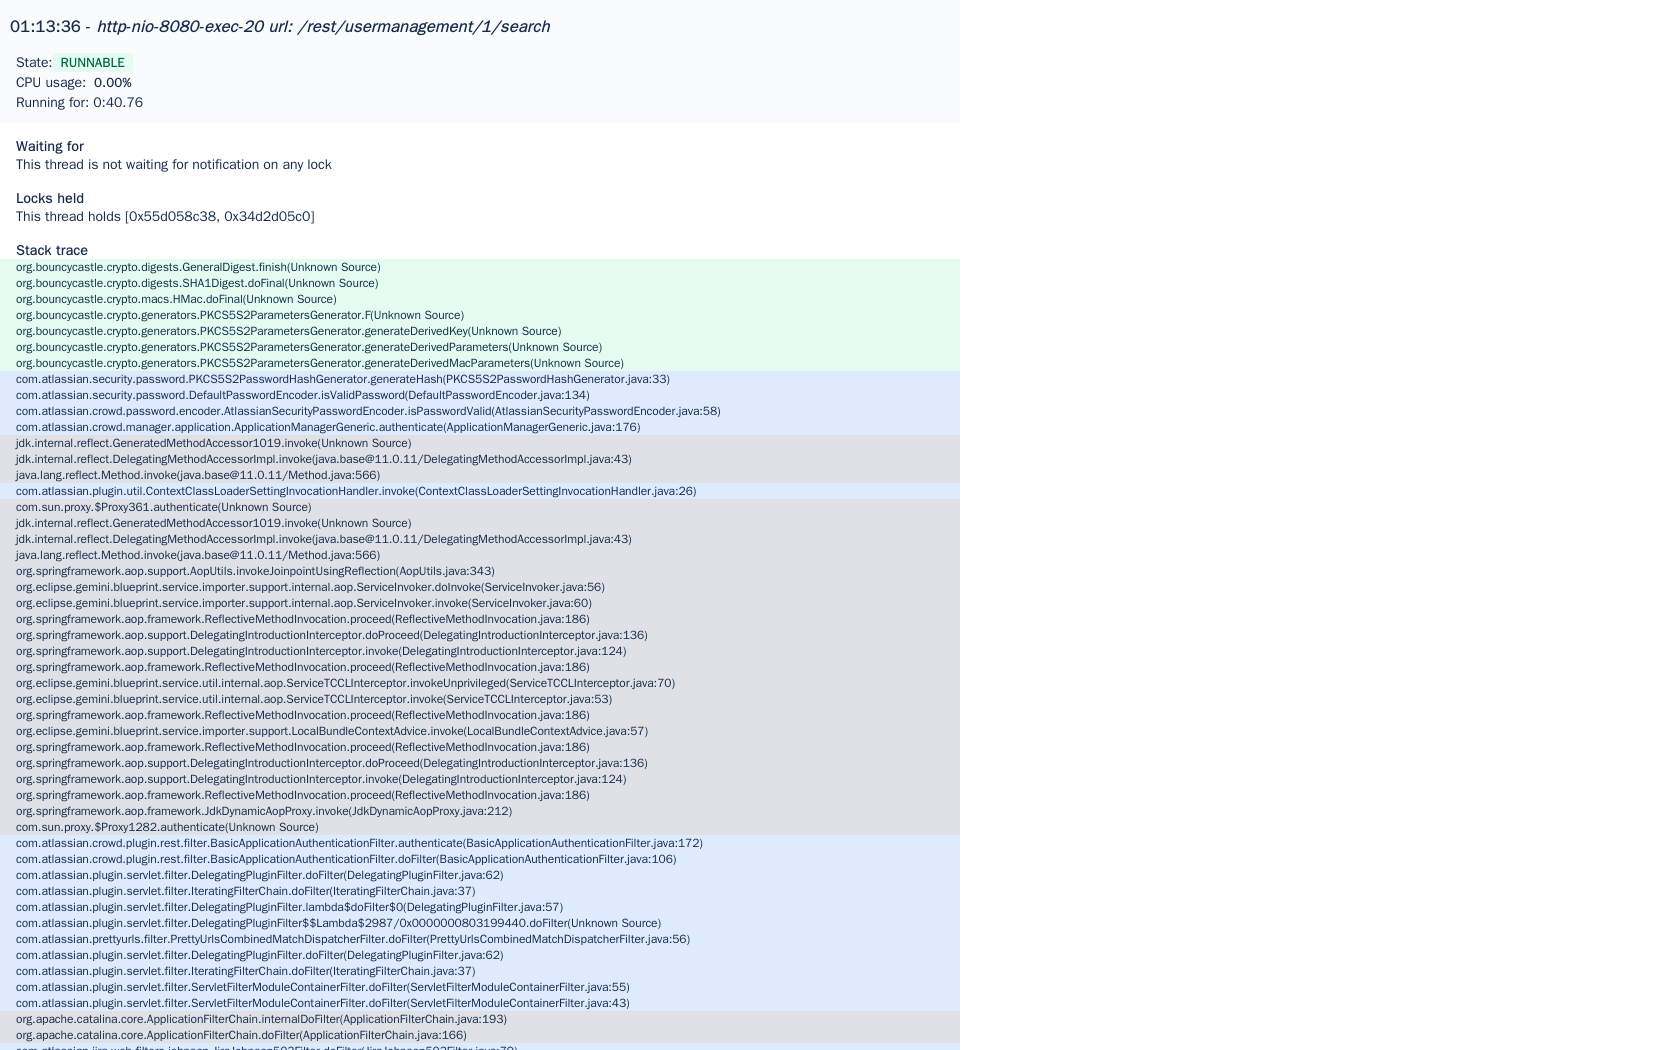 01:13:36 - http-nio-8080-exec-20 url: /rest/usermanagement/1/search
State: RUNNABLE
CPU usage: 0.00%
Running for: 0:40.76
Waiting for
This thread is not waiting for notification on any lock
Locks held
This thread holds [0x55d058c38, 0x34d2d05c0]
Stack trace
org.bouncycastle.crypto.digests.GeneralDigest.finish(Unknown Source)
org.bouncycastle.crypto.digests.SHA1Digest.doFinal(Unknown Source)
org.bouncycastle.crypto.macs.HMac.doFinal(Unknown Source)
org.bouncycastle.crypto.generators.PKCS5S2ParametersGenerator.F(Unknown Source)
org.bouncycastle.crypto.generators.PKCS5S2ParametersGenerator.generateDerivedKey(Unknown Source)
org.bouncycastle.crypto.generators.PKCS5S2ParametersGenerator.generateDerivedParameters(Unknown Source)
org.bouncycastle.crypto.generators.PKCS5S2ParametersGenerator.generateDerivedMacParameters(Unknown Source)
com.atlassian.security.password.PKCS5S2PasswordHashGenerator.generateHash(PKCS5S2PasswordHashGenerator.java:33)
com.atlassian.security.password.DefaultPasswordEncoder.isValidPassword(DefaultPasswordEncoder.java:134)
com.atlassian.crowd.password.encoder.AtlassianSecurityPasswordEncoder.isPasswordValid(AtlassianSecurityPasswordEncoder.java:58)
com.atlassian.crowd.manager.application.ApplicationManagerGeneric.authenticate(ApplicationManagerGeneric.java:176)
jdk.internal.reflect.GeneratedMethodAccessor1019.invoke(Unknown Source)
jdk.internal.reflect.DelegatingMethodAccessorImpl.invoke(java.base@11.0.11/DelegatingMethodAccessorImpl.java:43)
java.lang.reflect.Method.invoke(java.base@11.0.11/Method.java:566)
com.atlassian.plugin.util.ContextClassLoaderSettingInvocationHandler.invoke(ContextClassLoaderSettingInvocationHandler.java:26)
com.sun.proxy.$Proxy361.authenticate(Unknown Source)
jdk.internal.reflect.GeneratedMethodAccessor1019.invoke(Unknown Source)
jdk.internal.reflect.DelegatingMethodAccessorImpl.invoke(java.base@11.0.11/DelegatingMethodAccessorImpl.java:43)
java.lang.reflect.Method.invoke(java.base@11.0.11/Method.java:566)
org.springframework.aop.support.AopUtils.invokeJoinpointUsingReflection(AopUtils.java:343)
org.eclipse.gemini.blueprint.service.importer.support.internal.aop.ServiceInvoker.doInvoke(ServiceInvoker.java:56)
org.eclipse.gemini.blueprint.service.importer.support.internal.aop.ServiceInvoker.invoke(ServiceInvoker.java:60)
org.springframework.aop.framework.ReflectiveMethodInvocation.proceed(ReflectiveMethodInvocation.java:186)
org.springframework.aop.support.DelegatingIntroductionInterceptor.doProceed(DelegatingIntroductionInterceptor.java:136)
org.springframework.aop.support.DelegatingIntroductionInterceptor.invoke(DelegatingIntroductionInterceptor.java:124)
org.springframework.aop.framework.ReflectiveMethodInvocation.proceed(ReflectiveMethodInvocation.java:186)
org.eclipse.gemini.blueprint.service.util.internal.aop.ServiceTCCLInterceptor.invokeUnprivileged(ServiceTCCLInterceptor.java:70)
org.eclipse.gemini.blueprint.service.util.internal.aop.ServiceTCCLInterceptor.invoke(ServiceTCCLInterceptor.java:53)
org.springframework.aop.framework.ReflectiveMethodInvocation.proceed(ReflectiveMethodInvocation.java:186)
org.eclipse.gemini.blueprint.service.importer.support.LocalBundleContextAdvice.invoke(LocalBundleContextAdvice.java:57)
org.springframework.aop.framework.ReflectiveMethodInvocation.proceed(ReflectiveMethodInvocation.java:186)
org.springframework.aop.support.DelegatingIntroductionInterceptor.doProceed(DelegatingIntroductionInterceptor.java:136)
org.springframework.aop.support.DelegatingIntroductionInterceptor.invoke(DelegatingIntroductionInterceptor.java:124)
org.springframework.aop.framework.ReflectiveMethodInvocation.proceed(ReflectiveMethodInvocation.java:186)
org.springframework.aop.framework.JdkDynamicAopProxy.invoke(JdkDynamicAopProxy.java:212)
com.sun.proxy.$Proxy1282.authenticate(Unknown Source)
com.atlassian.crowd.plugin.rest.filter.BasicApplicationAuthenticationFilter.authenticate(BasicApplicationAuthenticationFilter.java:172)
com.atlassian.crowd.plugin.rest.filter.BasicApplicationAuthenticationFilter.doFilter(BasicApplicationAuthenticationFilter.java:106)
com.atlassian.plugin.servlet.filter.DelegatingPluginFilter.doFilter(DelegatingPluginFilter.java:62)
com.atlassian.plugin.servlet.filter.IteratingFilterChain.doFilter(IteratingFilterChain.java:37)
com.atlassian.plugin.servlet.filter.DelegatingPluginFilter.lambda$doFilter$0(DelegatingPluginFilter.java:57)
com.atlassian.plugin.servlet.filter.DelegatingPluginFilter$$Lambda$2987/0x0000000803199440.doFilter(Unknown Source)
com.atlassian.prettyurls.filter.PrettyUrlsCombinedMatchDispatcherFilter.doFilter(PrettyUrlsCombinedMatchDispatcherFilter.java:56)
com.atlassian.plugin.servlet.filter.DelegatingPluginFilter.doFilter(DelegatingPluginFilter.java:62)
com.atlassian.plugin.servlet.filter.IteratingFilterChain.doFilter(IteratingFilterChain.java:37)
com.atlassian.plugin.servlet.filter.ServletFilterModuleContainerFilter.doFilter(ServletFilterModuleContainerFilter.java:55)
com.atlassian.plugin.servlet.filter.ServletFilterModuleContainerFilter.doFilter(ServletFilterModuleContainerFilter.java:43)
org.apache.catalina.core.ApplicationFilterChain.internalDoFilter(ApplicationFilterChain.java:193)
org.apache.catalina.core.ApplicationFilterChain.doFilter(ApplicationFilterChain.java:166)